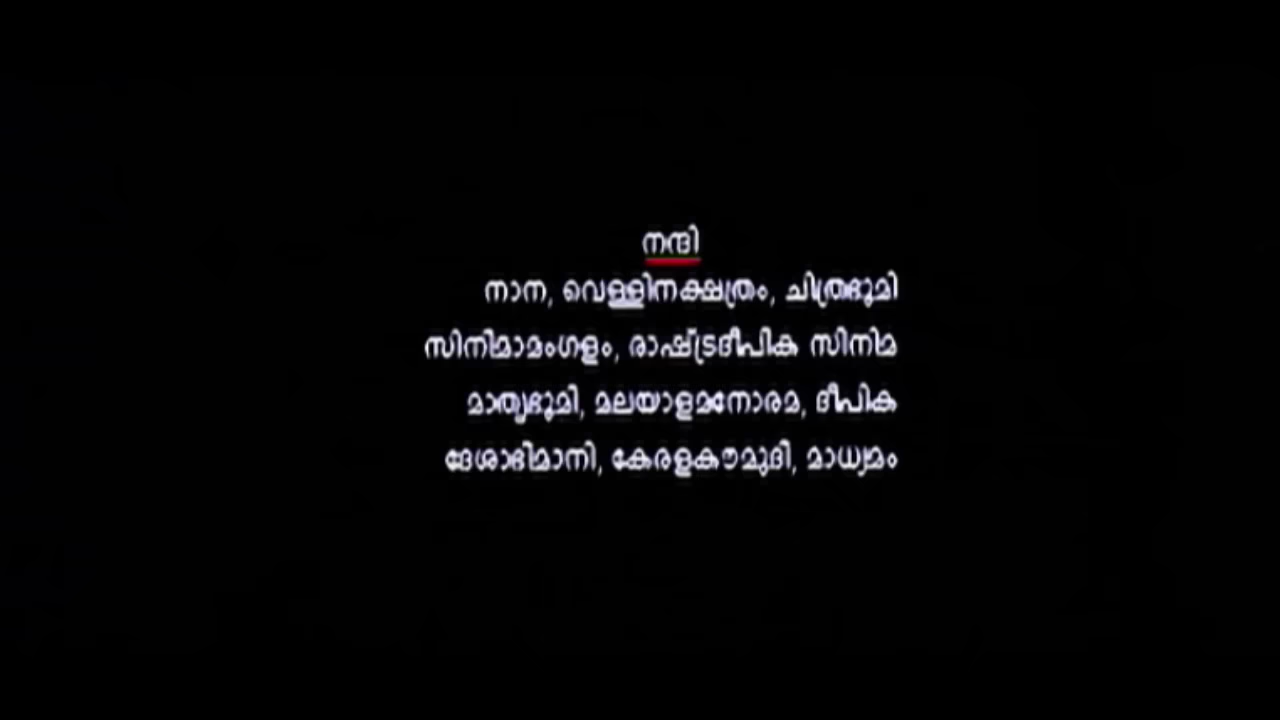 നന്ദി
നാന, വെള്ളിനക്ഷത്രം, ചിത്രഭൂമി
സിനിമാമംഗളം, രാഷ്ട്രദീപിക സിനിമ
മാതൃഭൂമി, മലയാളമനോരമ, ദീപിക
ദേശാഭിമാനി, കേരളകൗമുദി, മാധ്യമം